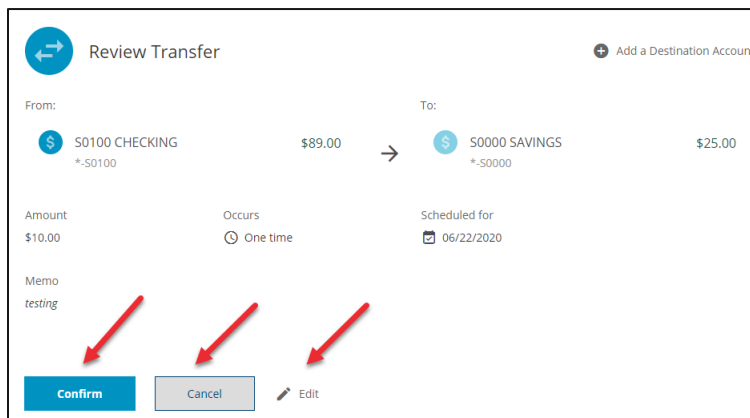 Review Transfer
Add a Destination Accoun
From:
To:
S0100 CHECKING $89.00
S0000 SAVINGS $25.00
*-S0100
*-S0000
Amount Occurs Scheduled for
$10.00 One time 06/22/2020
Memo
testing
Confirm Cancel Edit